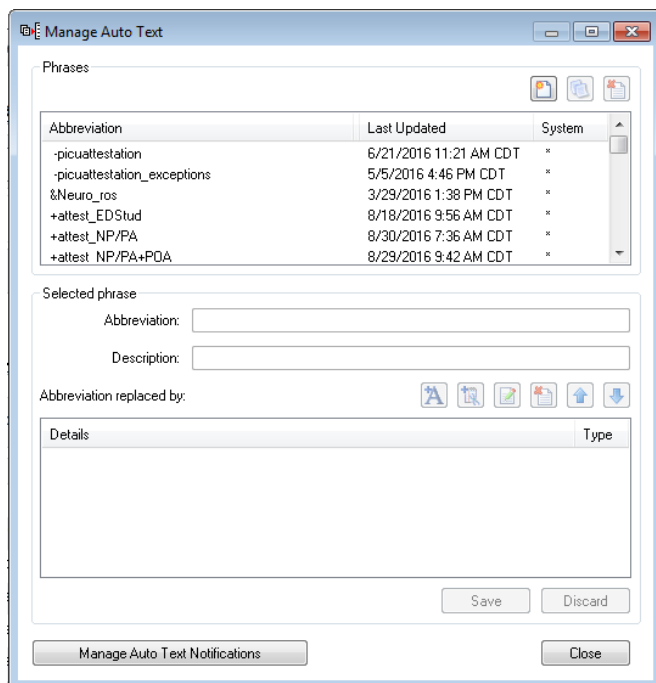 Manage Auto Text
Phrases
Abbreviation Last Updated System
-picuattestation 6/21/2016 11:21 AM CDT *
-picuattestation_exceptions 5/5/2016 4:46 PM CDT *
&Neuro_ros 3/29/2016 1:38 PM CDT *
+attest_EDStud 8/18/2016 9:56 AM CDT *
+attest_NP/PA 8/30/2016 7:36 AM CDT *
+attest_NP/PA+POA 8/29/2016 9:42 AM CDT *
Selected phrase
Abbreviation:
Description:
Abbreviation replaced by:
Details Type
Save Discard
Manage Auto Text Notifications Close